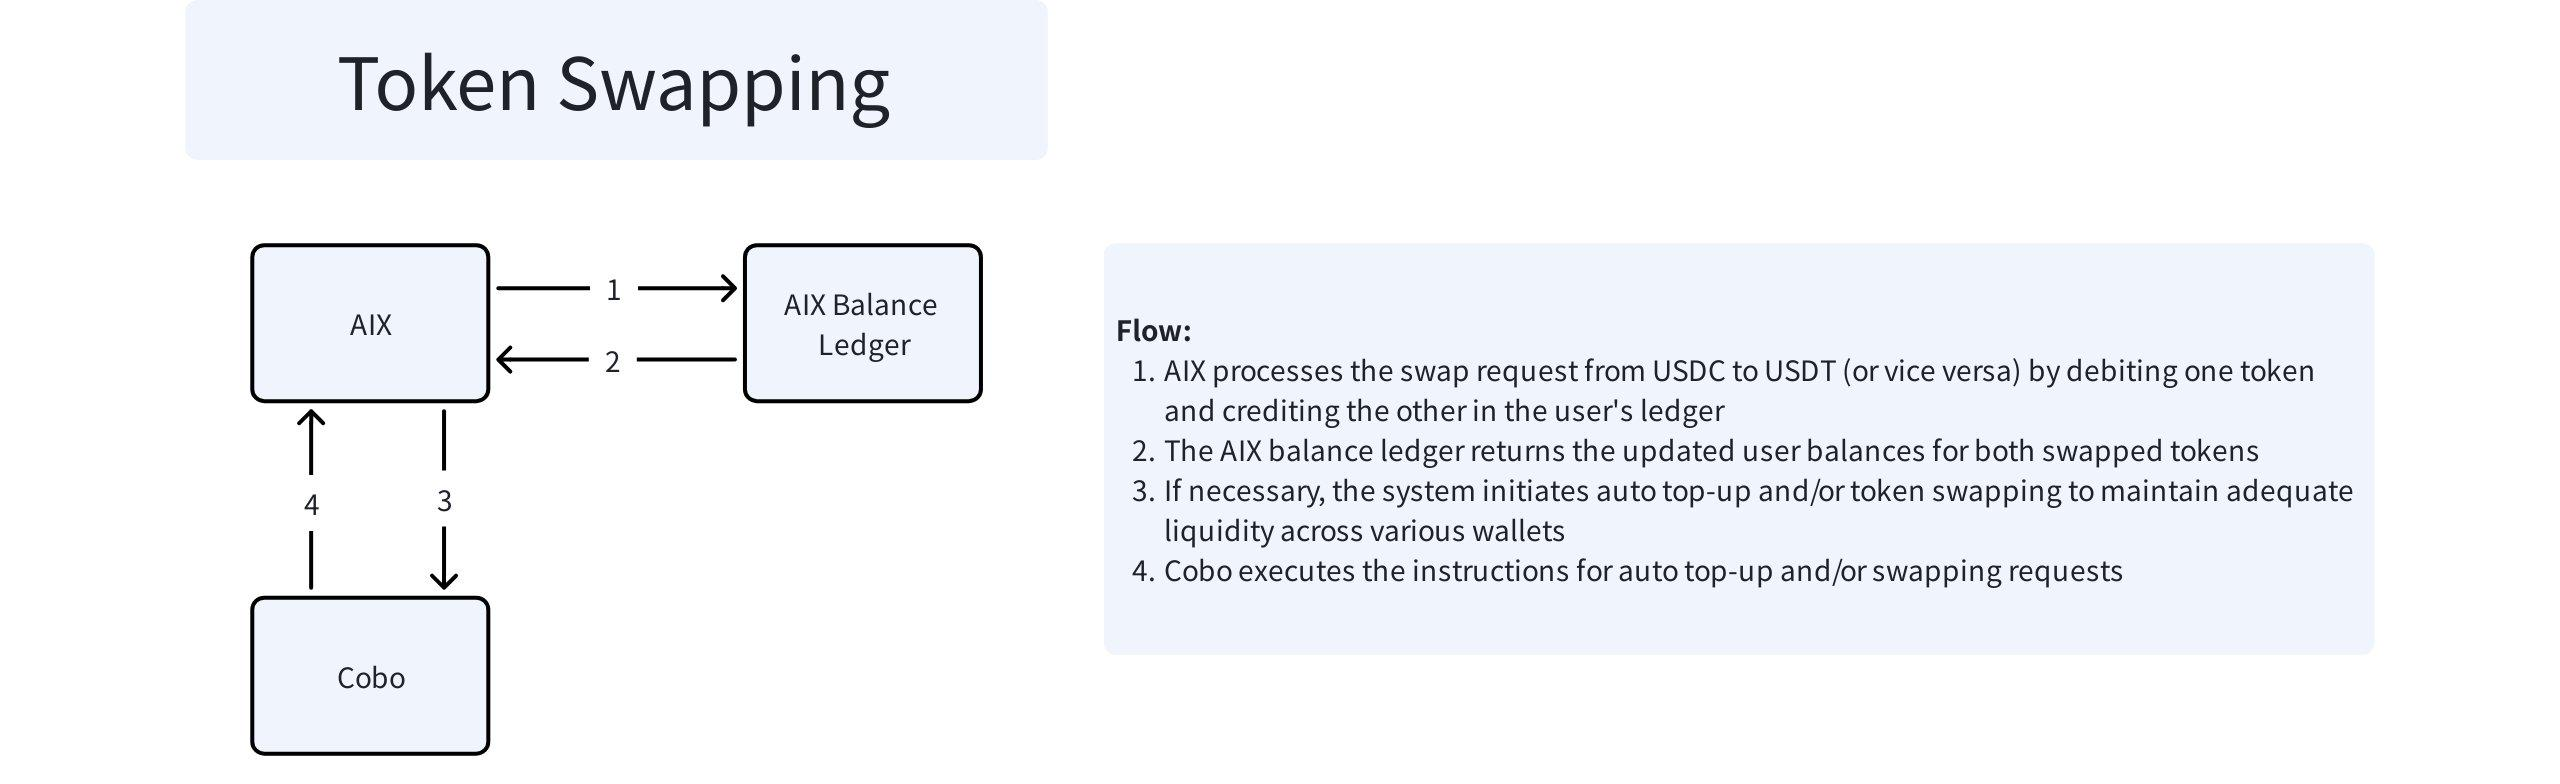 Token Swapping
AIX
1
2
AIX Balance
Ledger
4
3
Cobo
Flow:
1. AIX processes the swap request from USDC to USDT (or vice versa) by debiting one token
and crediting the other in the user's ledger
2. The AIX balance ledger returns the updated user balances for both swapped tokens
3. If necessary, the system initiates auto top-up and/or token swapping to maintain adequate
liquidity across various wallets
4. Cobo executes the instructions for auto top-up and/or swapping requests